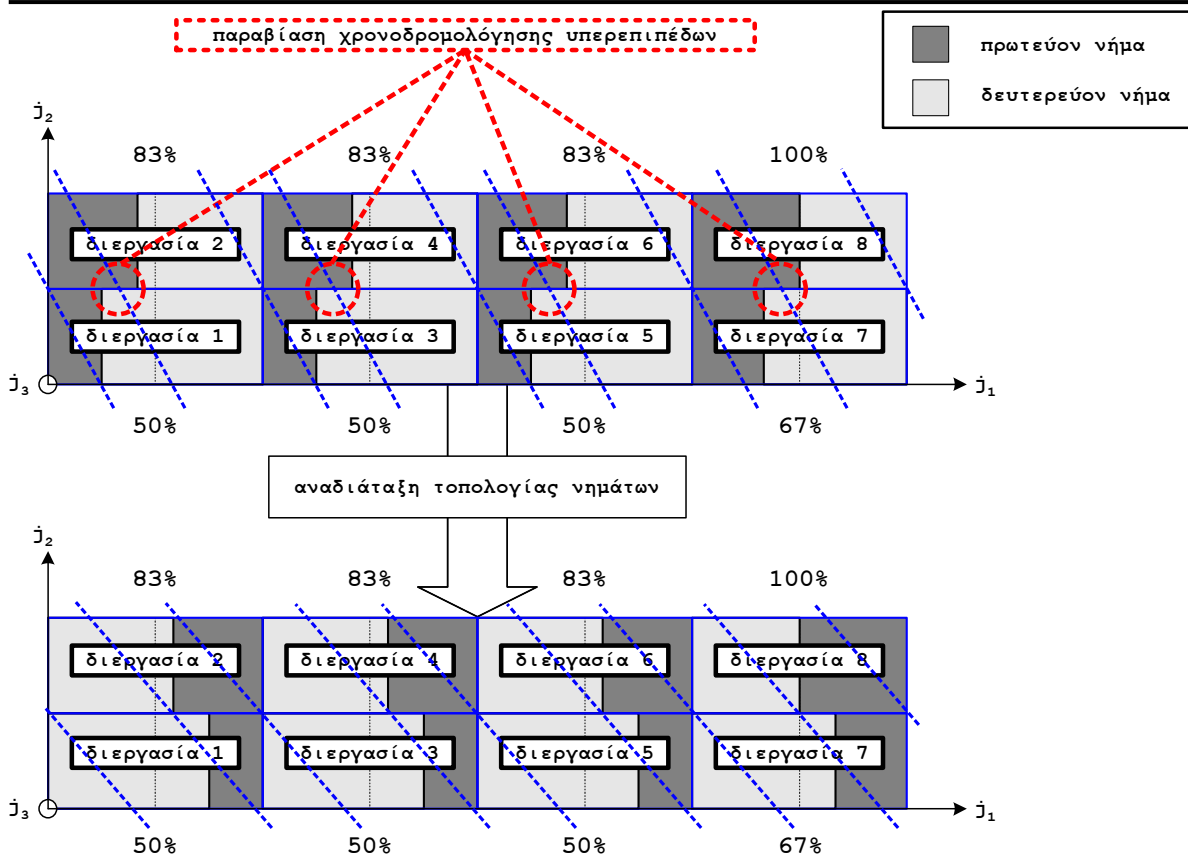 παραβίαση χρονοδρομολόγησης υπερεπιπέδων
πρωτεύον νήμα
δευτερεύον νήμα
j2
83% 83% 83% 100%
διεργασία 2 διεργασία 4 διεργασία 6 διεργασία 8
διεργασία 1 διεργασία 3 διεργασία 5 διεργασία 7
j3 j1
50% 50% 50% 67%
αναδιάταξη τοπολογίας νημάτων
j2
83% 83% 83% 100%
διεργασία 2 διεργασία 4 διεργασία 6 διεργασία 8
διεργασία 1 διεργασία 3 διεργασία 5 διεργασία 7
j3 j1
50% 50% 50% 67%